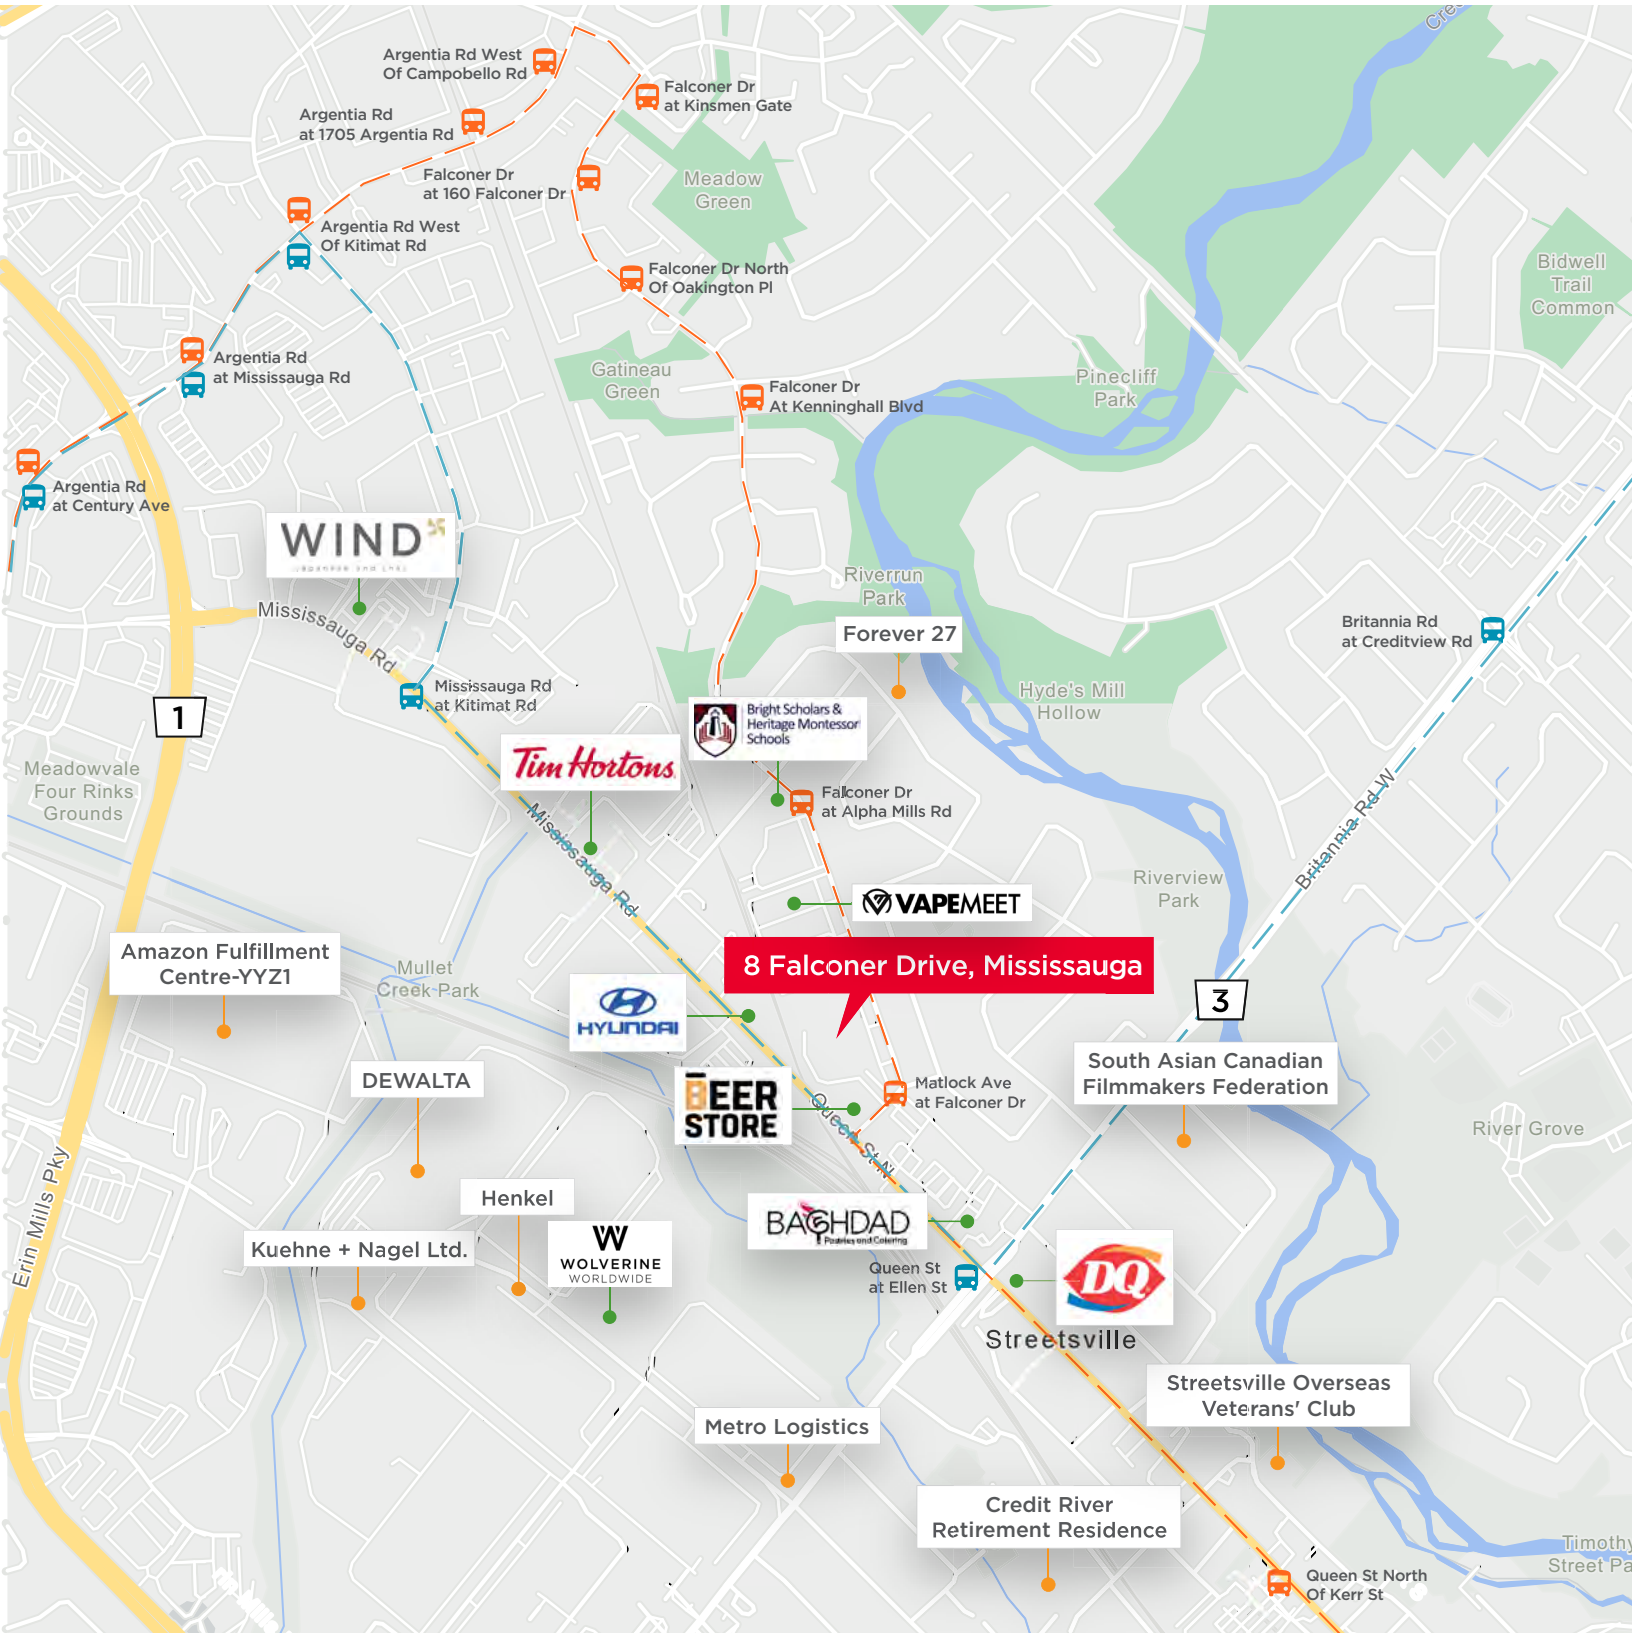 Cre
Argentia Rd West
Of Campobello Rd
Falconer Dr
at Kinsmen Gate
Argentia Rd
at 1705 Argentia Rd
Falconer Dr
at 160 Falconer Dr
Meadow
Green
Argentia Rd West
Of Kitimat Rd
Falconer Dr North
Of Oakington Pl
Bidwell
Trail
Common
Argentia Rd
at Mississauga Rd
Gatineau
Green
Pinecliff
Park
Falconer Dr
At Kenninghall Blvd
Argentia Rd
at Century Ave
WIND
JAPANESE AND THAI
Mississauga Rd
Riverrun
Park
Forever 27
Britannia Rd
at Creditview Rd
Mississauga Rd
at Kitimat Rd
Hyde's Mill
Hollow
1
Bright Scholars &
Heritage Montessori
Schools
Tim Hortons
Meadowvale
Four Rinks
Grounds
Falconer Dr
at Alpha Mills Rd
Mississauga Rd
Britannia Rd W
Riverview
Park
VAPEMEET
8 Falconer Drive, Mississauga
Amazon Fulfillment
Centre-YYZ1
Mullet
Creek Park
HYUNDAI
3
South Asian Canadian
Filmmakers Federation
DEWALTA
BEER
STORE
Matlock Ave
at Falconer Dr
Queen St N
River Grove
Erin Mills Pky
Henkel
BAGHDAD
Pastries and Catering
Kuehne + Nagel Ltd.
W
WOLVERINE
WORLDWIDE
Queen St
at Ellen St
DQ
Streetsville
Streetsville Overseas
Veterans' Club
Metro Logistics
Credit River
Retirement Residence
Timothy
Street Pa
Queen St North
Of Kerr St